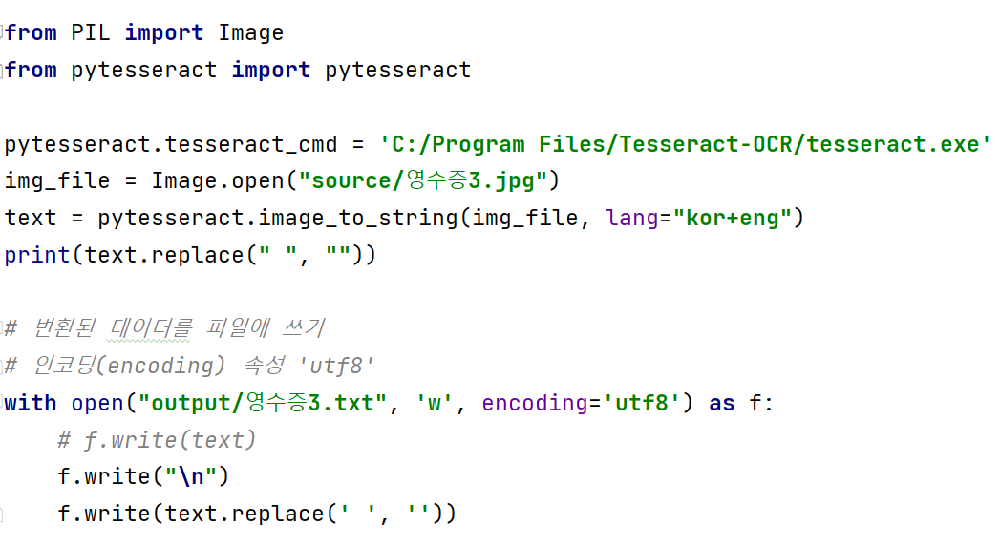 from PIL import Image
from pytesseract import pytesseract
pytesseract.tesseract_cmd = 'C:/Program Files/Tesseract-OCR/tesseract.exe'
img_file = Image.open("source/영수증3.jpg")
text = pytesseract.image_to_string(img_file, lang="kor+eng")
print(text.replace(" ", ""))
# 변환된 데이터를 파일에 쓰기
# 인코딩(encoding) 속성 'utf8'
with open("output/영수증3.txt", 'w', encoding='utf8') as f:
    # f.write(text)
    f.write("\n")
    f.write(text.replace(' ', ''))